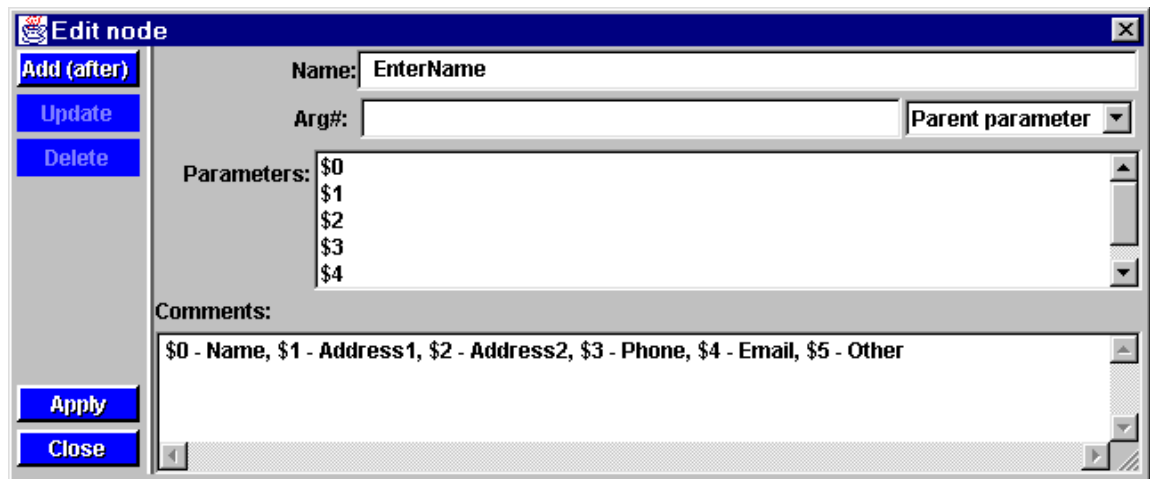 Edit node
Add (after)
Name: EnterName
Update
Arg#: Parent parameter
Delete
Parameters: $0
$1
$2
$3
$4
Comments:
$0 - Name, $1 - Address1, $2 - Address2, $3 - Phone, $4 - Email, $5 - Other
Apply
Close